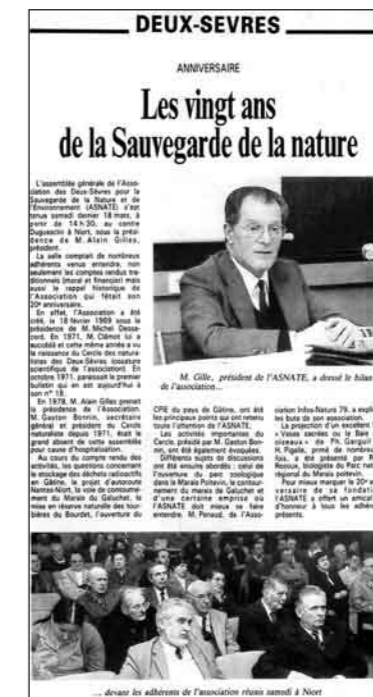 DEUX-SEVRES
ANNIVERSAIRE
Les vingt ans
de la Sauvegarde de la nature
L'assemblée générale de l'Asso-
ciation des Deux-Sèvres pour la
Sauvegarde de la Nature et de
l'Environnement (ASNATE) s'est
tenue samedi dernier 18 mars, à
partir de 14 h 30, au centre
Duguesclin à Niort, sous la prési-
dence de M. Alain Gilles,
président.
La salle comptait de nombreux
adhérents venus entendre, non
seulement les comptes rendus tra-
ditionnels (moral et financier) mais
aussi le rappel historique de
l'Association qui fêtait son
20ᵉ anniversaire.
En effet, l'Association a été
créé, le 18 février 1969 sous la
présidence de M. Michel Dessa-
cord. En 1971, M. Clémot lui a
succédé et cette même année a vu
la naissance du Cercle des natura-
listes des Deux-Sèvres (ossature
scientifique de l'association). En
octobre 1971, paraissait le premier
bulletin qui en est aujourd'hui à
son n° 18.
En 1978, M. Alain Gilles prenait
la présidence de l'Association.
M. Gaston Bonnin, secrétaire
général et président du Cercle
naturaliste depuis 1971, était le
grand absent de cette assemblée
pour cause d'hospitalisation.
Au cours du compte rendu des
activités, les questions concernant
le stockage des déchets radioactifs
en Gâtine, le projet d'autoroute
Nantes-Niort, la voie de contourne-
ment du Marais du Galuchet, la
mise en réserve naturelle des tour-
bières du Bourdet, l'ouverture du
M. Gille, président de l'ASNATE, a dressé le bilan
de l'association...
CPIE du pays de Gâtine, ont été
les principaux points qui ont retenu
toute l'attention de l'ASNATE.
Les activités importantes du
Cercle, présidé par M. Gaston Bon-
nin, ont été également évoquées.
Différents sujets de discussions
ont été ensuite abordés : celui de
l'ouverture du parc zoologique
dans le Marais Poitevin, le contour-
nement du marais de Galuchet et
d'une certaine emprise où
l'ASNATE doit mieux se faire
entendre. M. Penaud, de l'Asso-
ciation Infos-Nature 79, a expliq
les buts de son association.
La projection d'un excellent
« Vases sacrées ou la Baie
oiseaux » de Ph. Garguil
H. Pigelle, primé de nombreu
fois, a été présenté par R
Rosoux, biologiste du Parc nat
régional du Marais poitevin.
Pour mieux marquer le 20ᵉ a
versaire de sa fondati
l'ASNATE a offert un amical
d'honneur à tous les adhér
présents.
... devant les adhérents de l'association réunis samedi à Niort